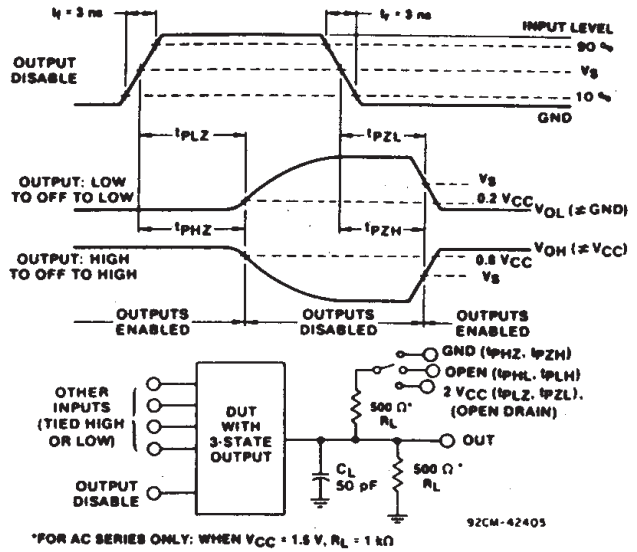 tr = 3 ns
tf = 3 ns
INPUT LEVEL
90 %
OUTPUT
DISABLE
VS
10 %
GND
tPLZ
tPZL
OUTPUT: LOW
TO OFF TO LOW
VS
0.2 VCC
VOL (≠ GND)
tPHZ
tPZH
OUTPUT: HIGH
TO OFF TO HIGH
VOH (≠ VCC)
0.8 VCC
VS
OUTPUTS
ENABLED
OUTPUTS
DISABLED
OUTPUTS
ENABLED
GND (tPHZ, tPZH)
OPEN (tPHL, tPLH)
2 VCC (tPLZ, tPZL),
(OPEN DRAIN)
OTHER
INPUTS
(TIED HIGH
OR LOW)
DUT
WITH
3-STATE
OUTPUT
500 Ω*
RL
OUT
OUTPUT
DISABLE
CL
50 pF
500 Ω*
RL
92CM-42405
*FOR AC SERIES ONLY: WHEN VCC = 1.5 V, RL = 1 kΩ